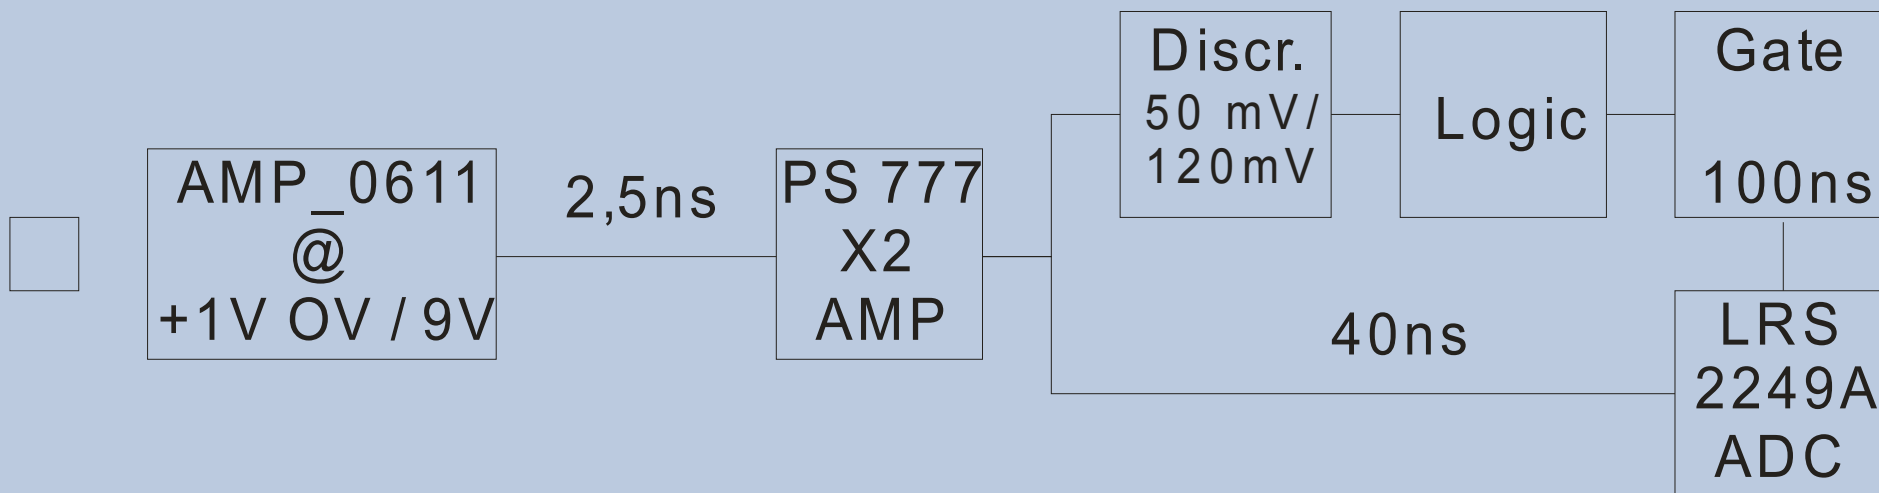 AMP_0611
@
+1V OV / 9V
2,5ns
PS 777
X2
AMP
Discr.
50 mV/
120mV
Logic
Gate
100ns
40ns
LRS
2249A
ADC